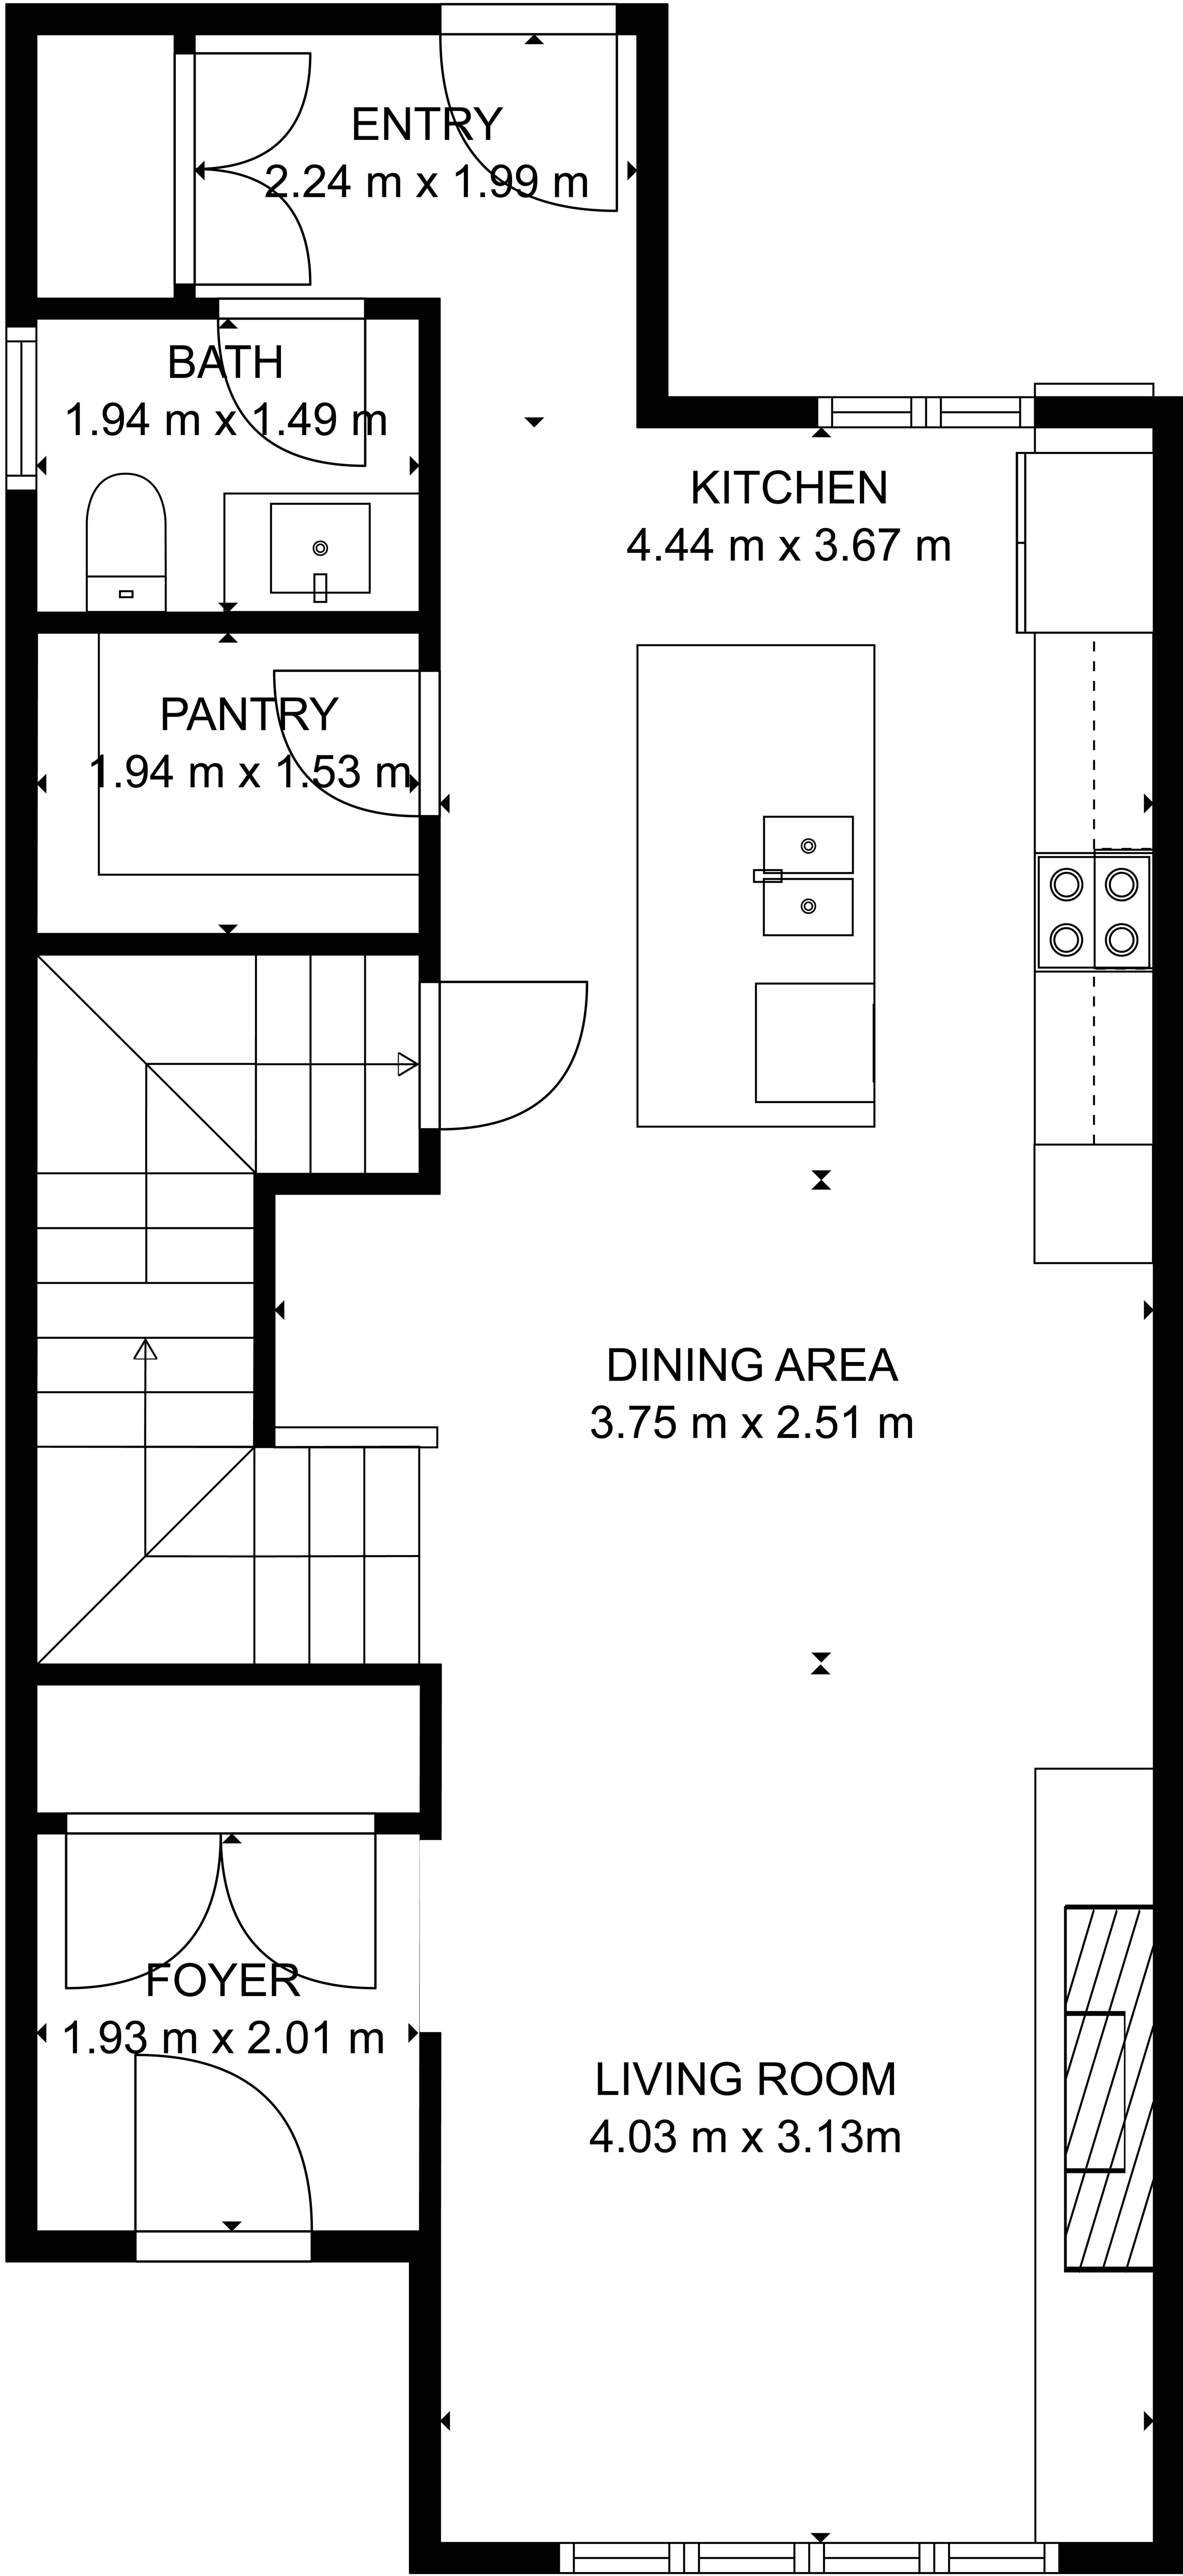 ENTRY
2.24 m x 1.99 m
BATH
1.94 m x 1.49 m
KITCHEN
4.44 m x 3.67 m
PANTRY
1.94 m x 1.53 m
DINING AREA
3.75 m x 2.51 m
FOYER
1.93 m x 2.01 m
LIVING ROOM
4.03 m x 3.13m